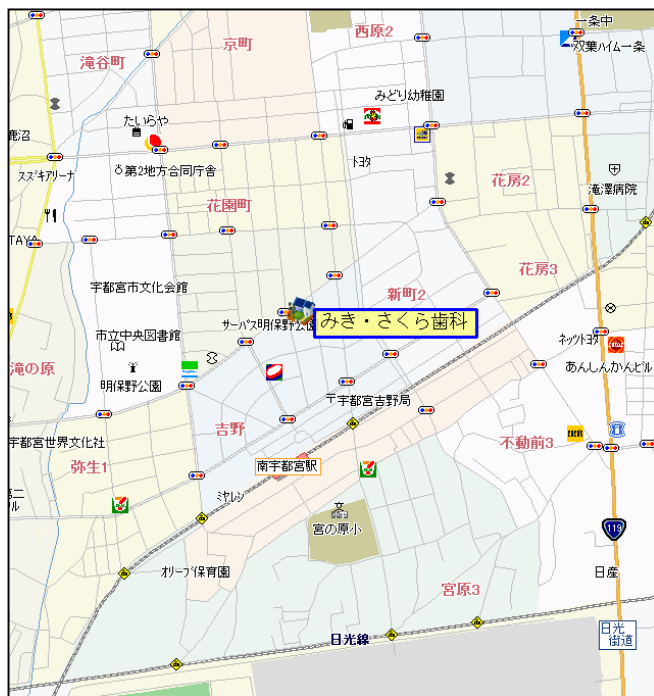 一条中
西原2
京町
双葉ハイム一条
滝谷町
みどり幼稚園
たいらや
鹿沼
トヨタ
スズキアリーナ
第2地方合同庁舎
花房2
滝澤病院
花園町
TAYA
花房3
宇都宮市文化会館
新町2
みき・さくら歯科
サーパス明保野公園
市立中央図書館
ネッツトヨタ
滝の原
あんしんかんビル
明保野公園
〒宇都宮吉野局
吉野
宇都宮世界文化社
不動前3
弥生1
南宇都宮駅
第二
ル
ミヤレジ
宮の原小
119
オリーブ保育園
日産
宮原3
日光線
日光
街道